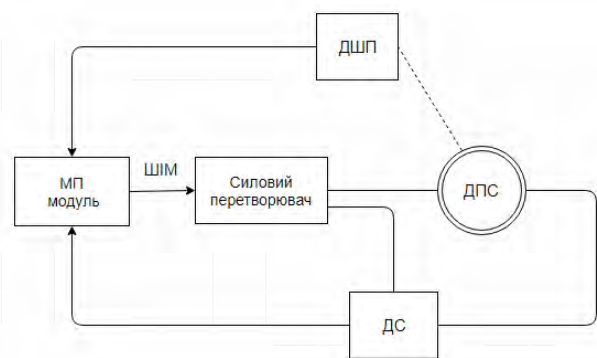 ДШП
ШІМ
МП
модуль
Силовий
перетворювач
ДПС
ДС